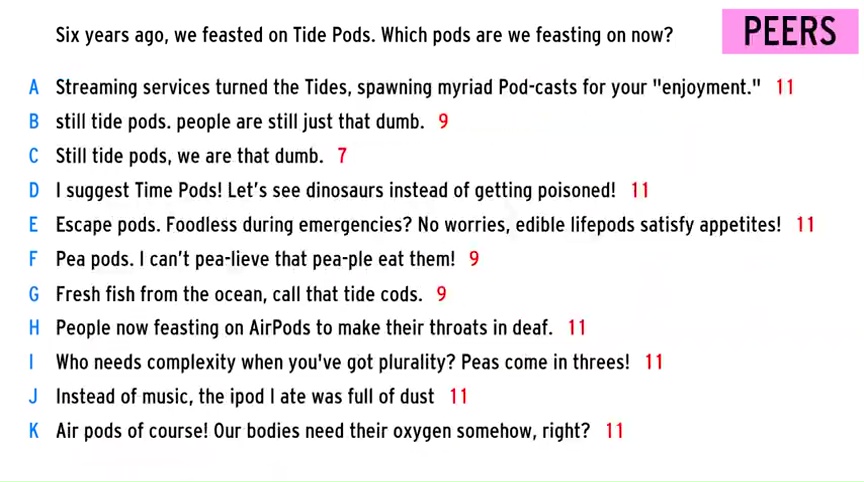 Six years ago, we feasted on Tide Pods. Which pods are we feasting on now?
PEERS
A Streaming services turned the Tides, spawning myriad Pod-casts for your "enjoyment." 11
B still tide pods. people are still just that dumb. 9
C Still tide pods, we are that dumb. 7
D I suggest Time Pods! Let's see dinosaurs instead of getting poisoned! 11
E Escape pods. Foodless during emergencies? No worries, edible lifepods satisfy appetites! 11
F Pea pods. I can't pea-lieve that pea-ple eat them! 9
G Fresh fish from the ocean, call that tide cods. 9
H People now feasting on AirPods to make their throats in deaf. 11
I Who needs complexity when you've got plurality? Peas come in threes! 11
J Instead of music, the ipod I ate was full of dust 11
K Air pods of course! Our bodies need their oxygen somehow, right? 11